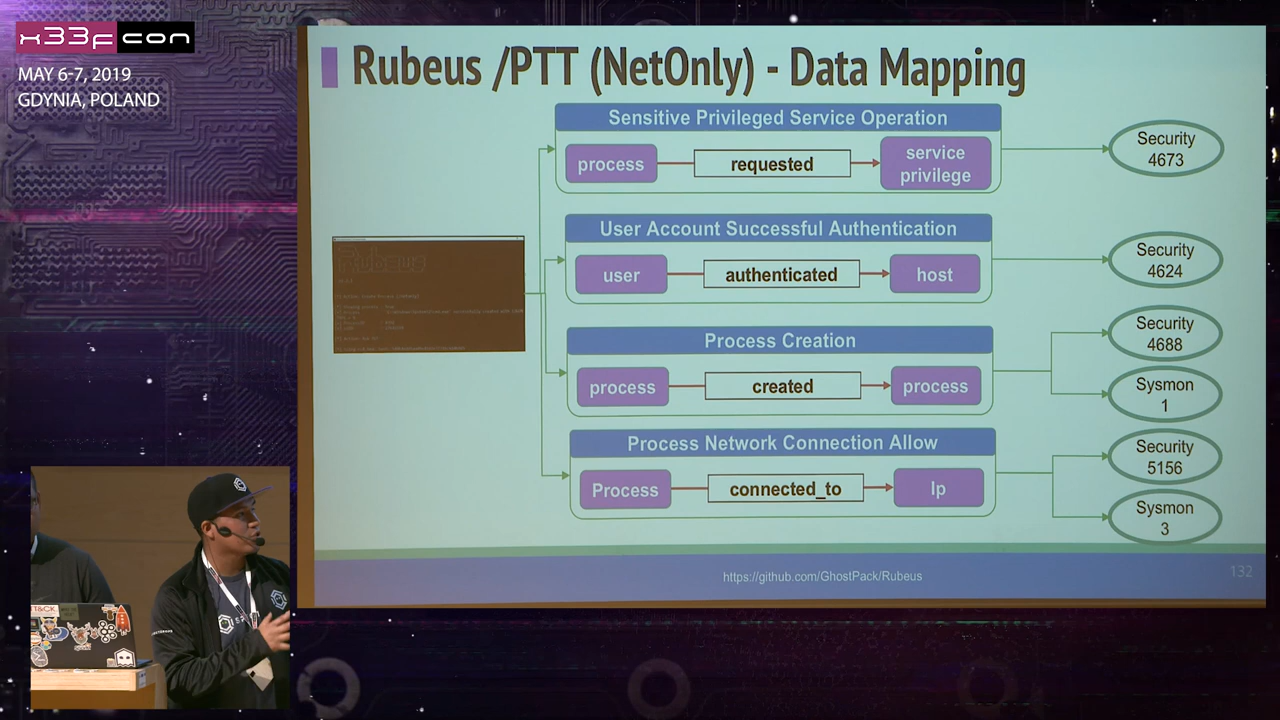 x33fcon
MAY 6-7, 2019
GDYNIA, POLAND
Rubeus /PTT (NetOnly) - Data Mapping
Sensitive Privileged Service Operation
process
requested
service
privilege
Security
4673
User Account Successful Authentication
user
authenticated
host
Security
4624
Process Creation
process
created
process
Security
4688
Sysmon
1
Process Network Connection Allow
Process
connected_to
Ip
Security
5156
Sysmon
3
Rubeus
https://github.com/GhostPack/Rubeus
132